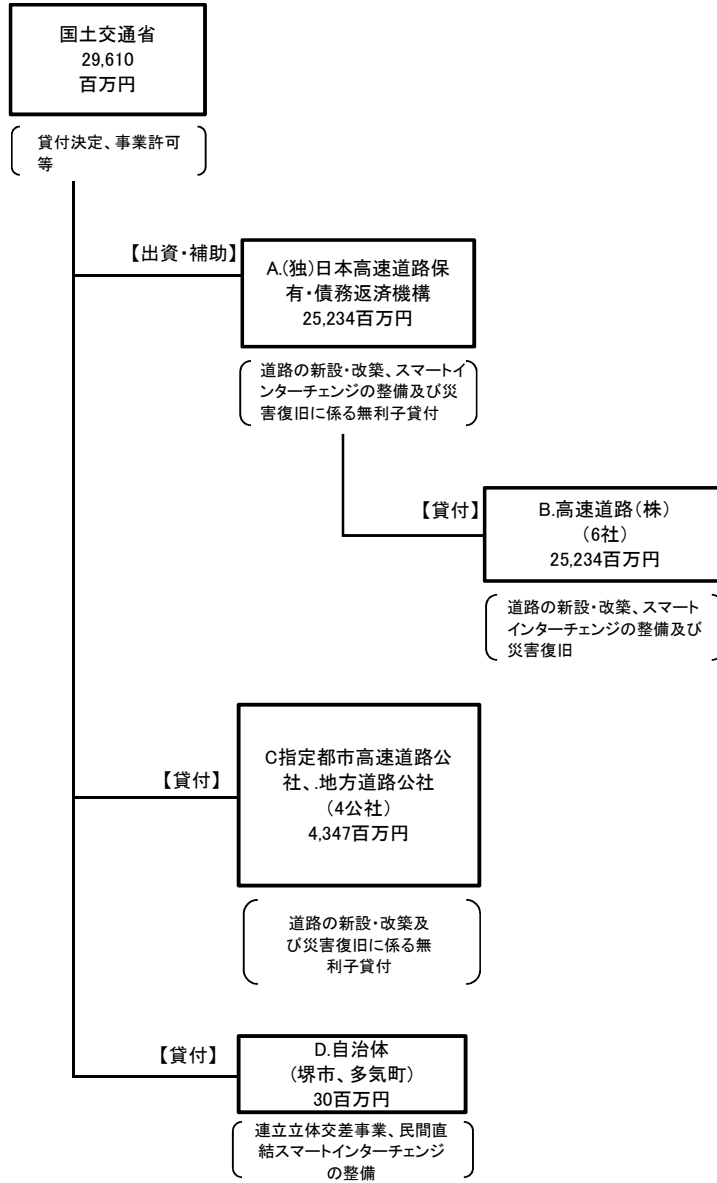 国土交通省
29,610
百万円
貸付決定、事業許可
等
【出資・補助】
A.(独)日本高速道路保
有・債務返済機構
25,234百万円
道路の新設・改築、スマートイ
ンターチェンジの整備及び災
害復旧に係る無利子貸付
【貸付】
B.高速道路(株)
(6社)
25,234百万円
道路の新設・改築、スマート
インターチェンジの整備及び
災害復旧
【貸付】
C指定都市高速道路公
社、.地方道路公社
(4公社)
4,347百万円
道路の新設・改築及
び災害復旧に係る無
利子貸付
【貸付】
D.自治体
(堺市、多気町)
30百万円
連立立体交差事業、民間直
結スマートインターチェンジ
の整備